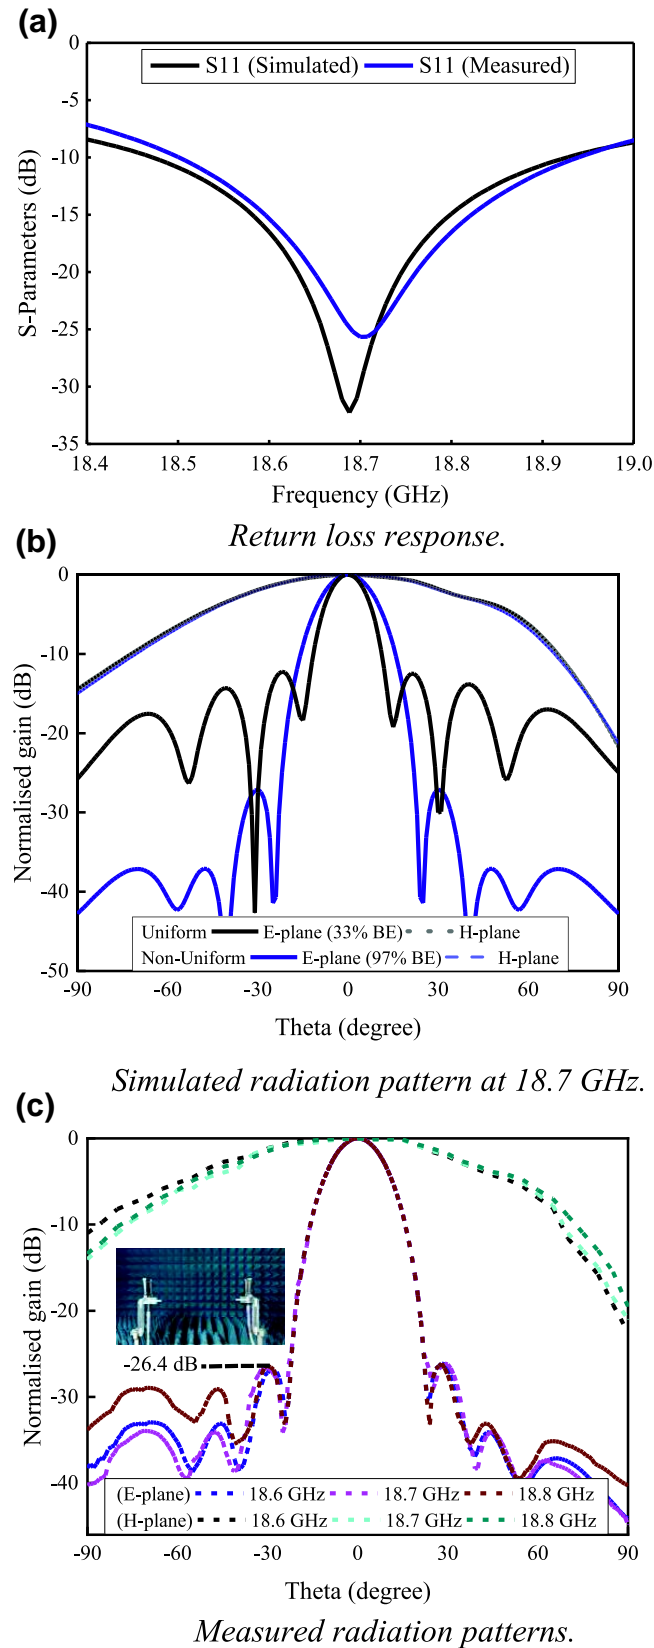 (a)
S11 (Simulated) S11 (Measured)
0
-5
-10
-15
-20
-25
-30
-35
S-Parameters (dB)
18.4 18.5 18.6 18.7 18.8 18.9 19.0
Frequency (GHz)
Return loss response.
(b)
0
-10
-20
-30
-40
-50
Normalised gain (dB)
Uniform E-plane (33% BE) H-plane
Non-Uniform E-plane (97% BE) H-plane
-90 -60 -30 0 30 60 90
Theta (degree)
Simulated radiation pattern at 18.7 GHz.
(c)
0
-10
-20
-30
-40
Normalised gain (dB)
-26.4 dB
(E-plane) 18.6 GHz 18.7 GHz 18.8 GHz
(H-plane) 18.6 GHz 18.7 GHz 18.8 GHz
-90 -60 -30 0 30 60 90
Theta (degree)
Measured radiation patterns.